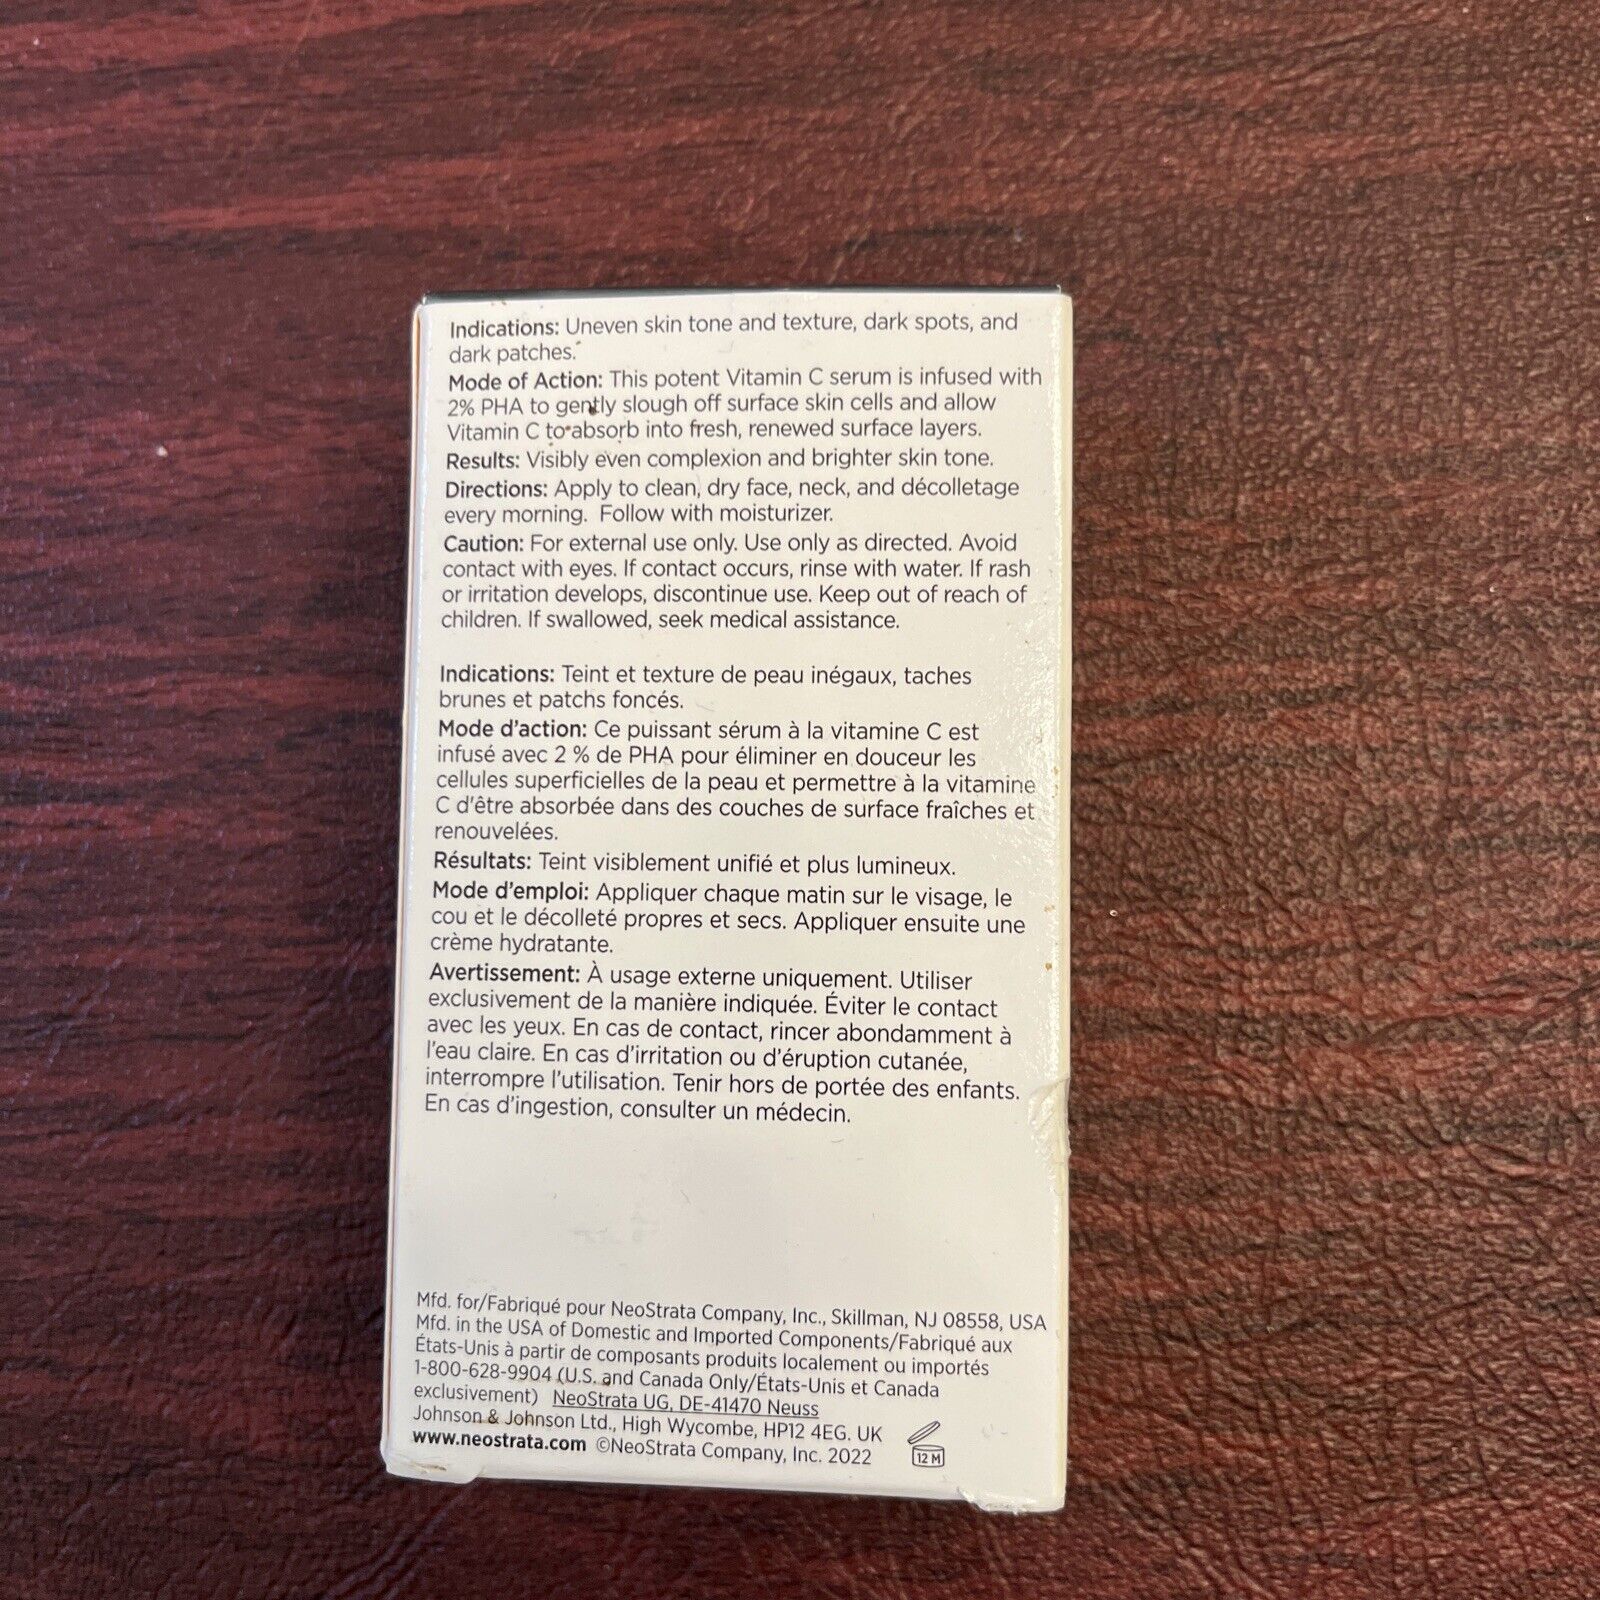 Indications: Uneven skin tone and texture, dark spots, and
dark patches.
Mode of Action: This potent Vitamin C serum is infused with
2% PHA to gently slough off surface skin cells and allow
Vitamin C to absorb into fresh, renewed surface layers.
Results: Visibly even complexion and brighter skin tone.
Directions: Apply to clean, dry face, neck, and décolletage
every morning. Follow with moisturizer.
Caution: For external use only. Use only as directed. Avoid
contact with eyes. If contact occurs, rinse with water. If rash
or irritation develops, discontinue use. Keep out of reach of
children. If swallowed, seek medical assistance.
Indications: Teint et texture de peau inégaux, taches
brunes et patchs foncés.
Mode d'action: Ce puissant sérum à la vitamine C est
infusé avec 2 % de PHA pour éliminer en douceur les
cellules superficielles de la peau et permettre à la vitamine
C d'être absorbée dans des couches de surface fraîches et
renouvelées.
Résultats: Teint visiblement unifié et plus lumineux.
Mode d'emploi: Appliquer chaque matin sur le visage, le
cou et le décolleté propres et secs. Appliquer ensuite une
crème hydratante.
Avertissement: À usage externe uniquement. Utiliser
exclusivement de la manière indiquée. Éviter le contact
avec les yeux. En cas de contact, rincer abondamment à
l'eau claire. En cas d'irritation ou d'éruption cutanée,
interrompre l'utilisation. Tenir hors de portée des enfants.
En cas d'ingestion, consulter un médecin.
Mfd. for/Fabriqué pour NeoStrata Company, Inc., Skillman, NJ 08558, USA
Mfd. in the USA of Domestic and Imported Components/Fabriqué aux
États-Unis à partir de composants produits localement ou importés
1-800-628-9904 (U.S. and Canada Only/États-Unis et Canada
exclusivement) NeoStrata UG, DE-41470 Neuss
Johnson & Johnson Ltd., High Wycombe, HP12 4EG. UK
www.neostrata.com ©NeoStrata Company, Inc. 2022
12 M